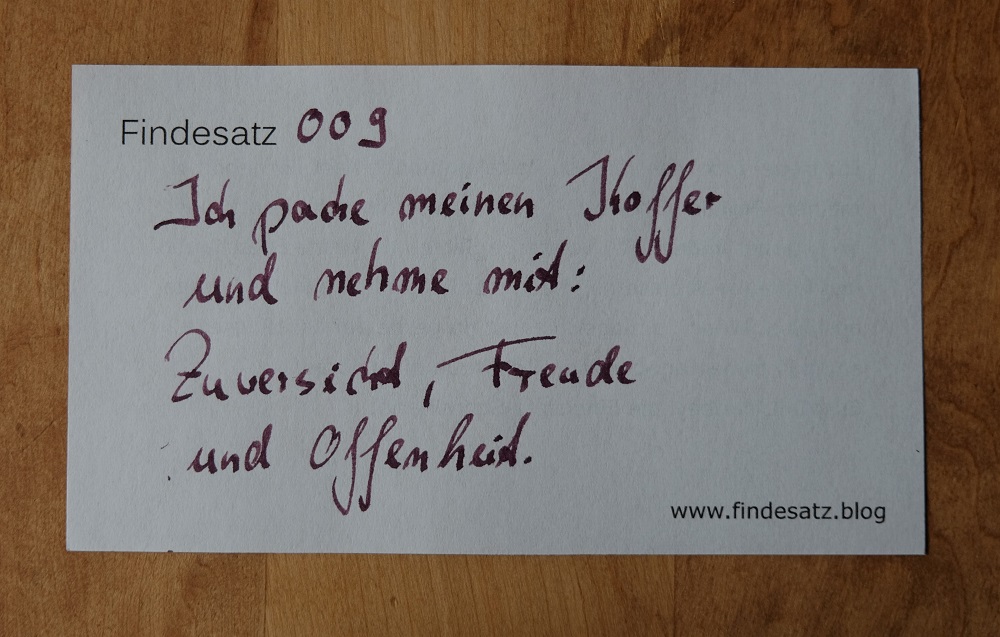 Findesatz 009
Ich packe meinen Koffer
und nehme mit:
Zuversicht, Freude
und Offenheit.
www.findesatz.blog